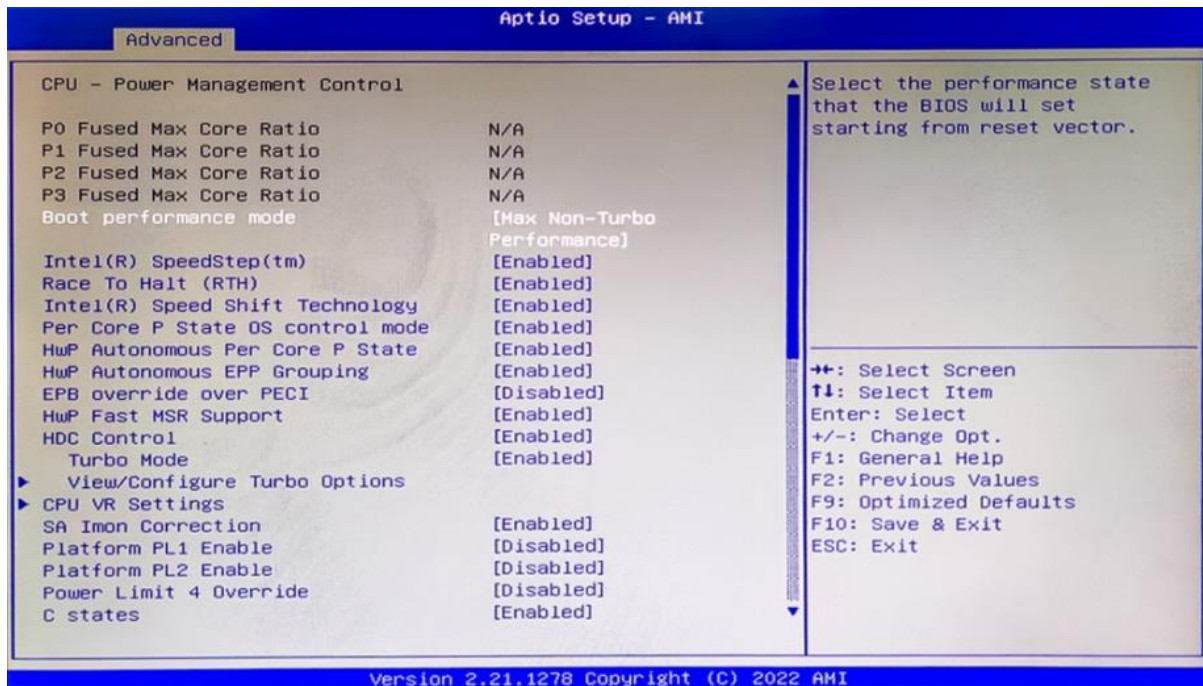 Aptio Setup - AMI
Advanced
CPU - Power Management Control
P0 Fused Max Core Ratio N/A
P1 Fused Max Core Ratio N/A
P2 Fused Max Core Ratio N/A
P3 Fused Max Core Ratio N/A
Boot performance mode [Max Non-Turbo
Performance]
Intel(R) SpeedStep(tm) [Enabled]
Race To Halt (RTH) [Enabled]
Intel(R) Speed Shift Technology [Enabled]
Per Core P State OS control mode [Enabled]
HwP Autonomous Per Core P State [Enabled]
HwP Autonomous EPP Grouping [Enabled]
EPB override over PECI [Disabled]
HwP Fast MSR Support [Enabled]
HDC Control [Enabled]
Turbo Mode [Enabled]
View/Configure Turbo Options
CPU VR Settings
SA Imon Correction [Enabled]
Platform PL1 Enable [Disabled]
Platform PL2 Enable [Disabled]
Power Limit 4 Override [Disabled]
C states [Enabled]
Select the performance state
that the BIOS will set
starting from reset vector.
→←: Select Screen
↑↓: Select Item
Enter: Select
+/-: Change Opt.
F1: General Help
F2: Previous Values
F9: Optimized Defaults
F10: Save & Exit
ESC: Exit
Version 2.21.1278 Copyright (C) 2022 AMI